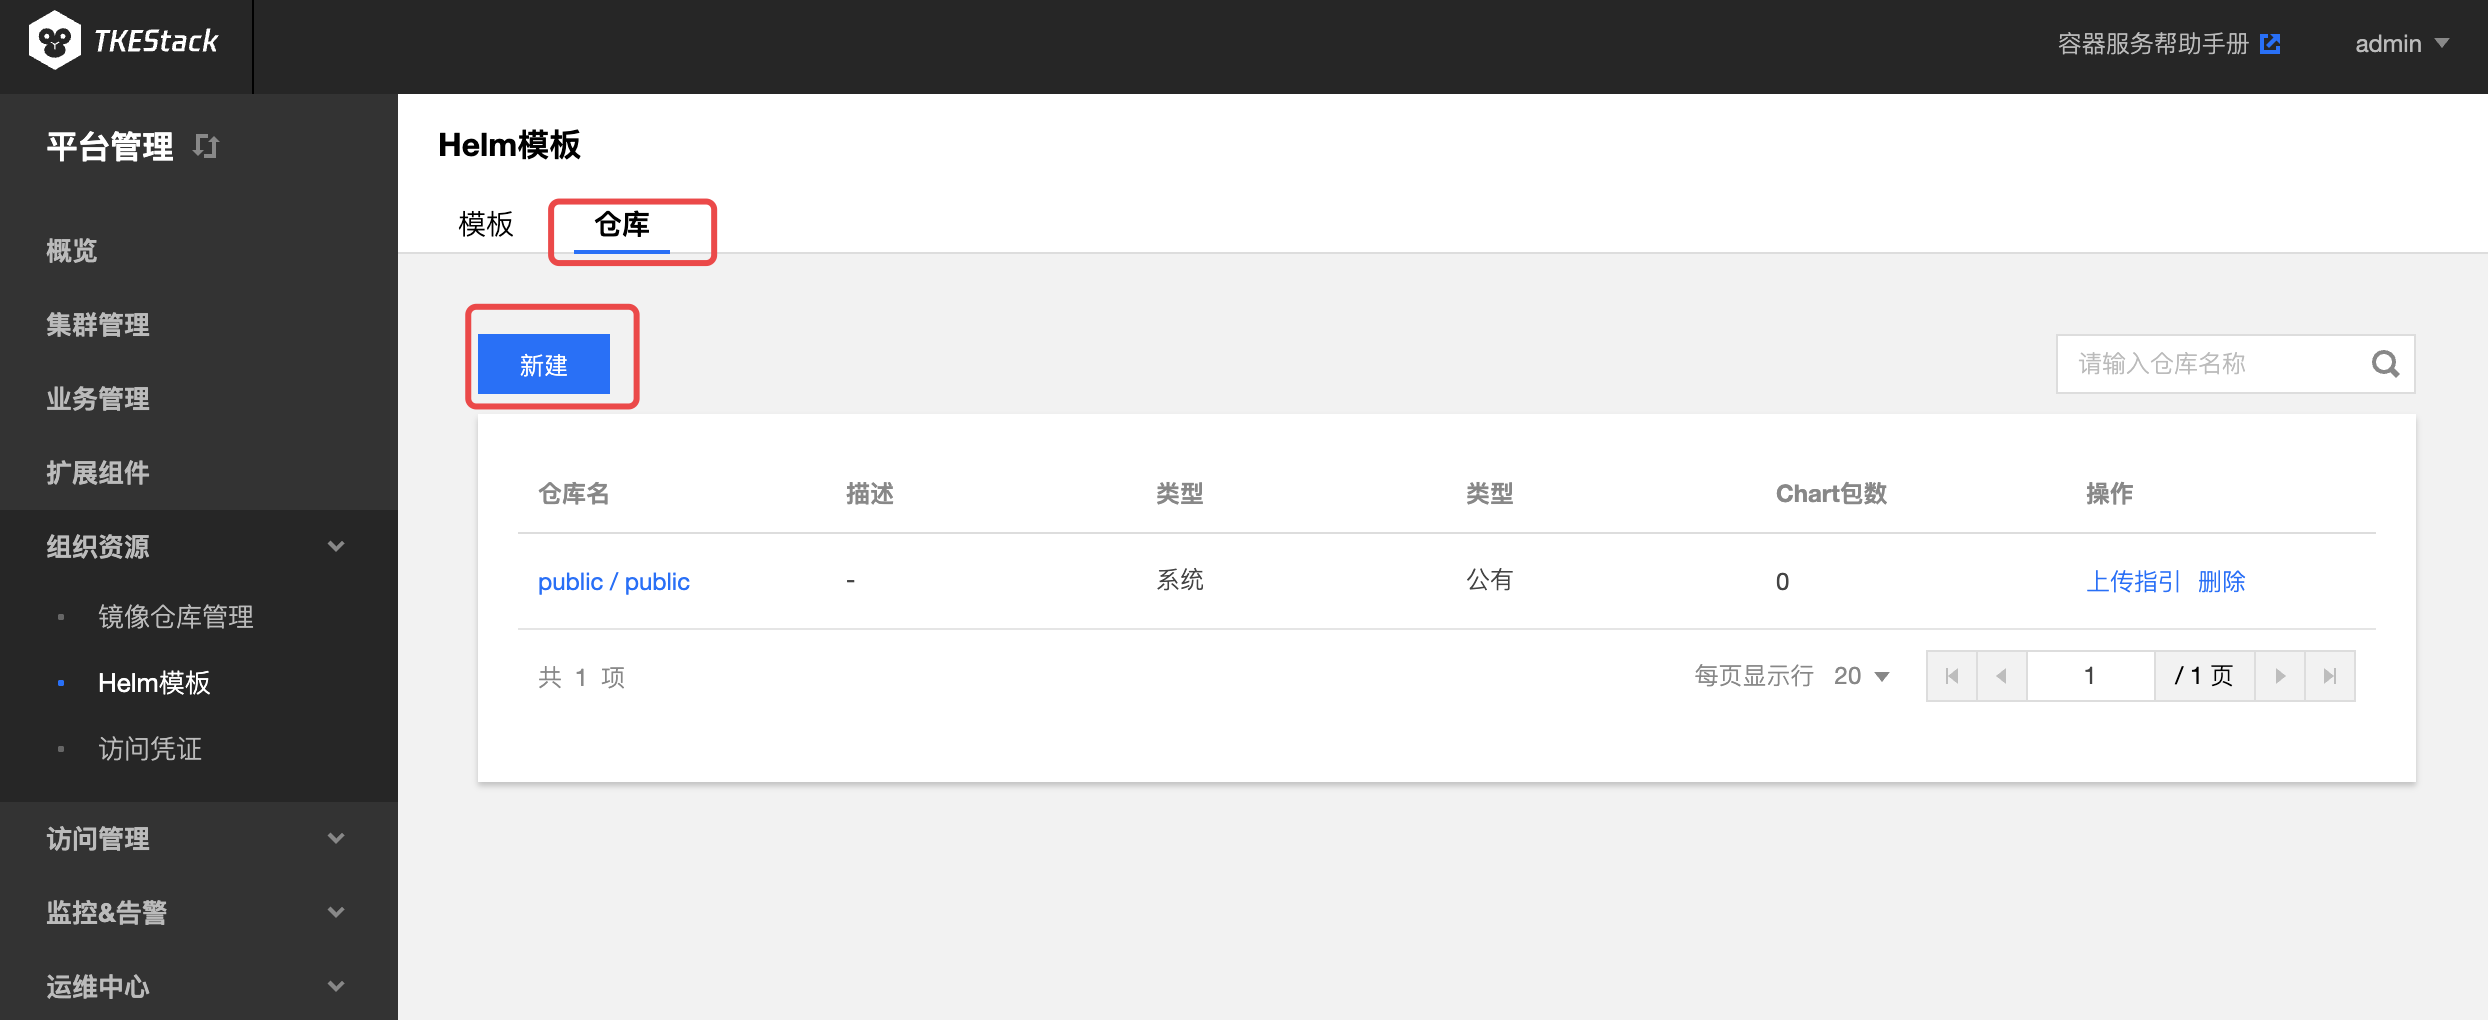 TKEStack
容器服务帮助手册
admin
平台管理
概览
集群管理
业务管理
扩展组件
组织资源
镜像仓库管理
Helm模板
访问凭证
访问管理
监控&告警
运维中心
Helm模板
模板 仓库
新建
请输入仓库名称
仓库名 描述 类型 类型 Chart包数 操作
public / public - 系统 公有 0 上传指引 删除
共 1 项 每页显示行 20 1 / 1 页